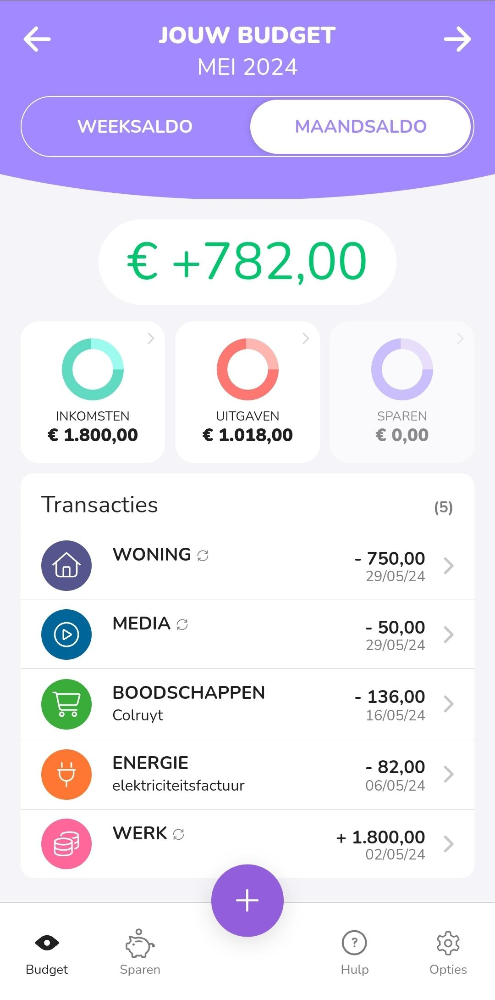 JOUW BUDGET
MEI 2024
WEEKSALDO MAANDSALDO
€ +782,00
INKOMSTEN
€ 1.800,00
UITGAVEN
€ 1.018,00
SPAREN
€ 0,00
Transacties (5)
WONING
- 750,00
29/05/24
MEDIA
- 50,00
29/05/24
BOODSCHAPPEN
Colruyt
- 136,00
16/05/24
ENERGIE
elektriciteitsfactuur
- 82,00
06/05/24
WERK
+ 1.800,00
02/05/24
Budget Sparen Hulp Opties